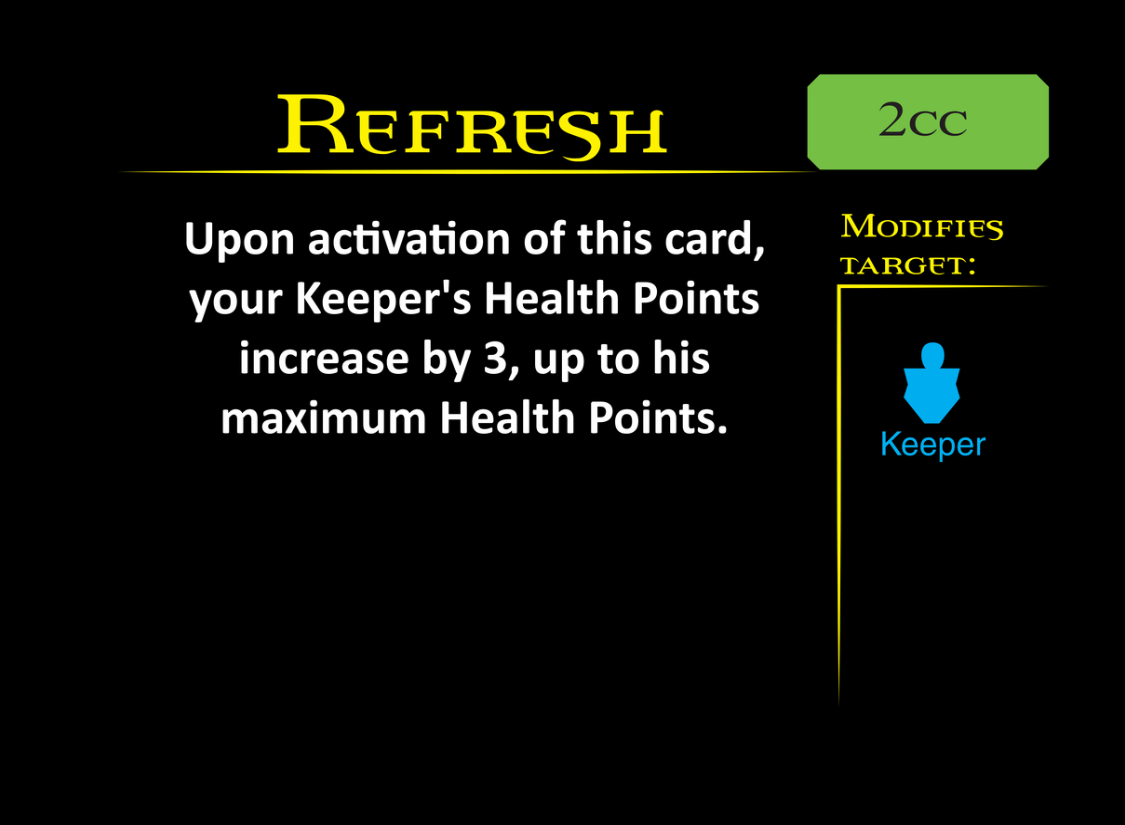 Refresh
2cc
Upon activation of this card,
your Keeper's Health Points
increase by 3, up to his
maximum Health Points.
Modifies
target:
Keeper